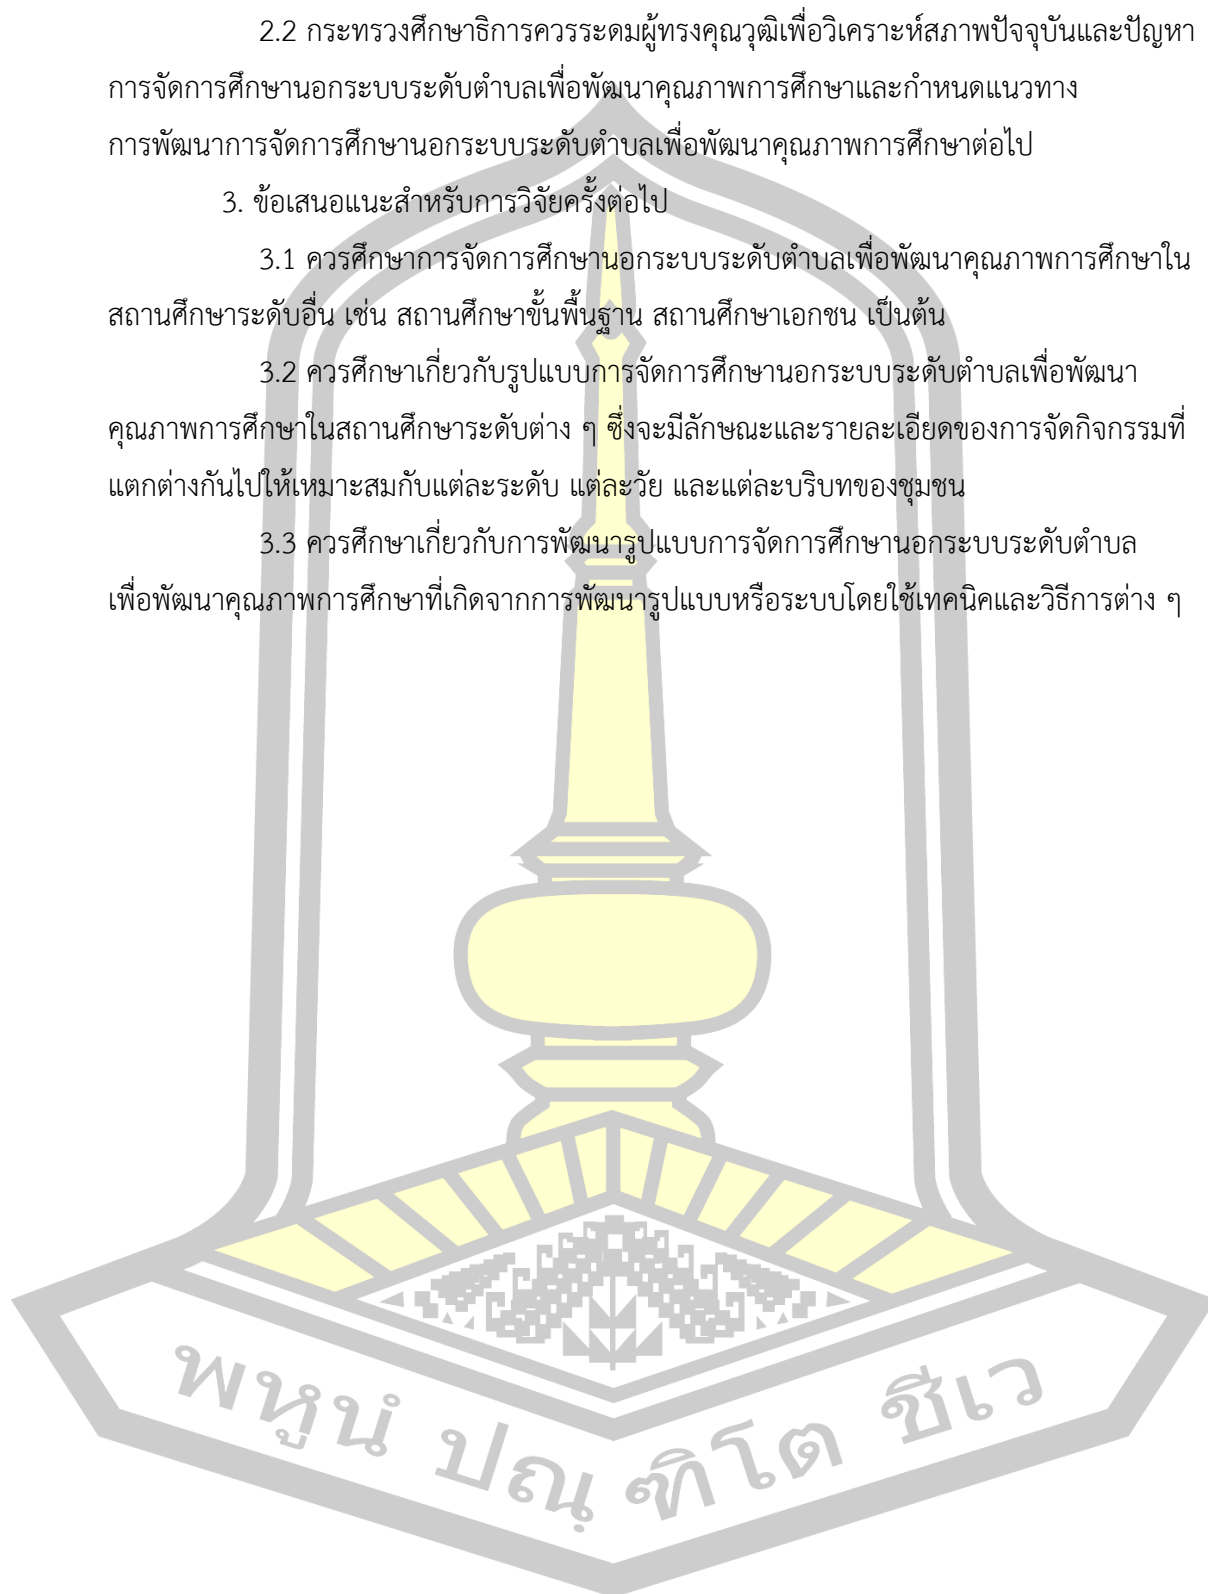 2.2 กระทรวงศึกษาธิการควรระดมผู้ทรงคุณวุฒิเพื่อวิเคราะห์สภาพปัจจุบันและปัญหา
การจัดการศึกษานอกระบบระดับตำบลเพื่อพัฒนาคุณภาพการศึกษาและกำหนดแนวทาง
การพัฒนาการจัดการศึกษานอกระบบระดับตำบลเพื่อพัฒนาคุณภาพการศึกษาต่อไป
3. ข้อเสนอแนะสำหรับการวิจัยครั้งต่อไป
3.1 ควรศึกษาการจัดการศึกษานอกระบบระดับตำบลเพื่อพัฒนาคุณภาพการศึกษาใน
สถานศึกษาระดับอื่น เช่น สถานศึกษาขั้นพื้นฐาน สถานศึกษาเอกชน เป็นต้น
3.2 ควรศึกษาเกี่ยวกับรูปแบบการจัดการศึกษานอกระบบระดับตำบลเพื่อพัฒนา
คุณภาพการศึกษาในสถานศึกษาระดับต่าง ๆ ซึ่งจะมีลักษณะและรายละเอียดของการจัดกิจกรรมที่
แตกต่างกันไปให้เหมาะสมกับแต่ละระดับ แต่ละวัย และแต่ละบริบทของชุมชน
3.3 ควรศึกษาเกี่ยวกับการพัฒนารูปแบบการจัดการศึกษานอกระบบระดับตำบล
เพื่อพัฒนาคุณภาพการศึกษาที่เกิดจากการพัฒนารูปแบบหรือระบบโดยใช้เทคนิคและวิธีการต่าง ๆ
พหูนํ ปณฺฑิโต ชีเว